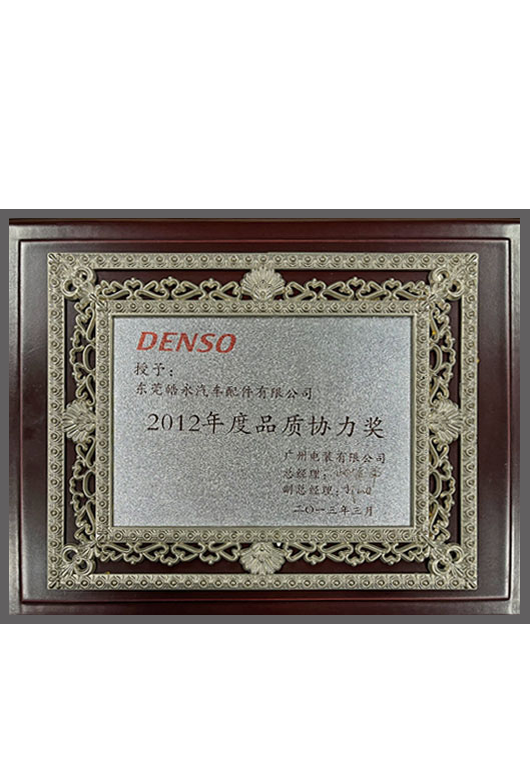 DENSO
授予：
东莞皓永汽车配件有限公司
2012年度品质协力奖
广州电装有限公司
总经理：
副总经理：
二〇一三年三月